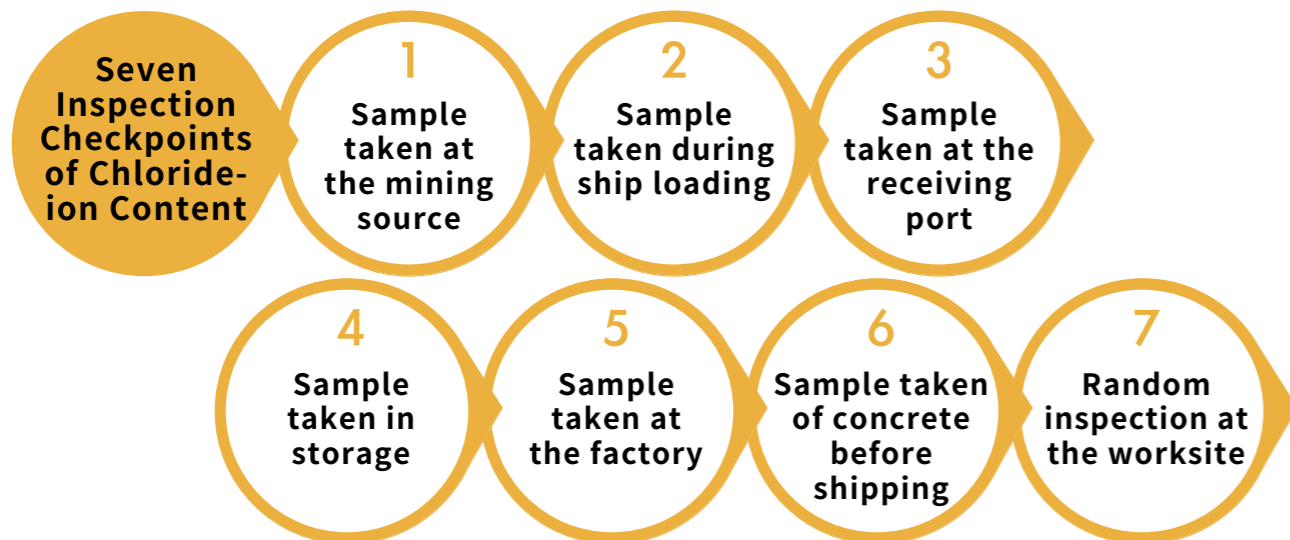 Seven
Inspection
Checkpoints
of Chloride-
ion Content
1
Sample
taken at
the mining
source
2
Sample
taken during
ship loading
3
Sample
taken at the
receiving
port
4
Sample
taken in
storage
5
Sample
taken at
the factory
6
Sample taken
of concrete
before
shipping
7
Random
inspection at
the worksite